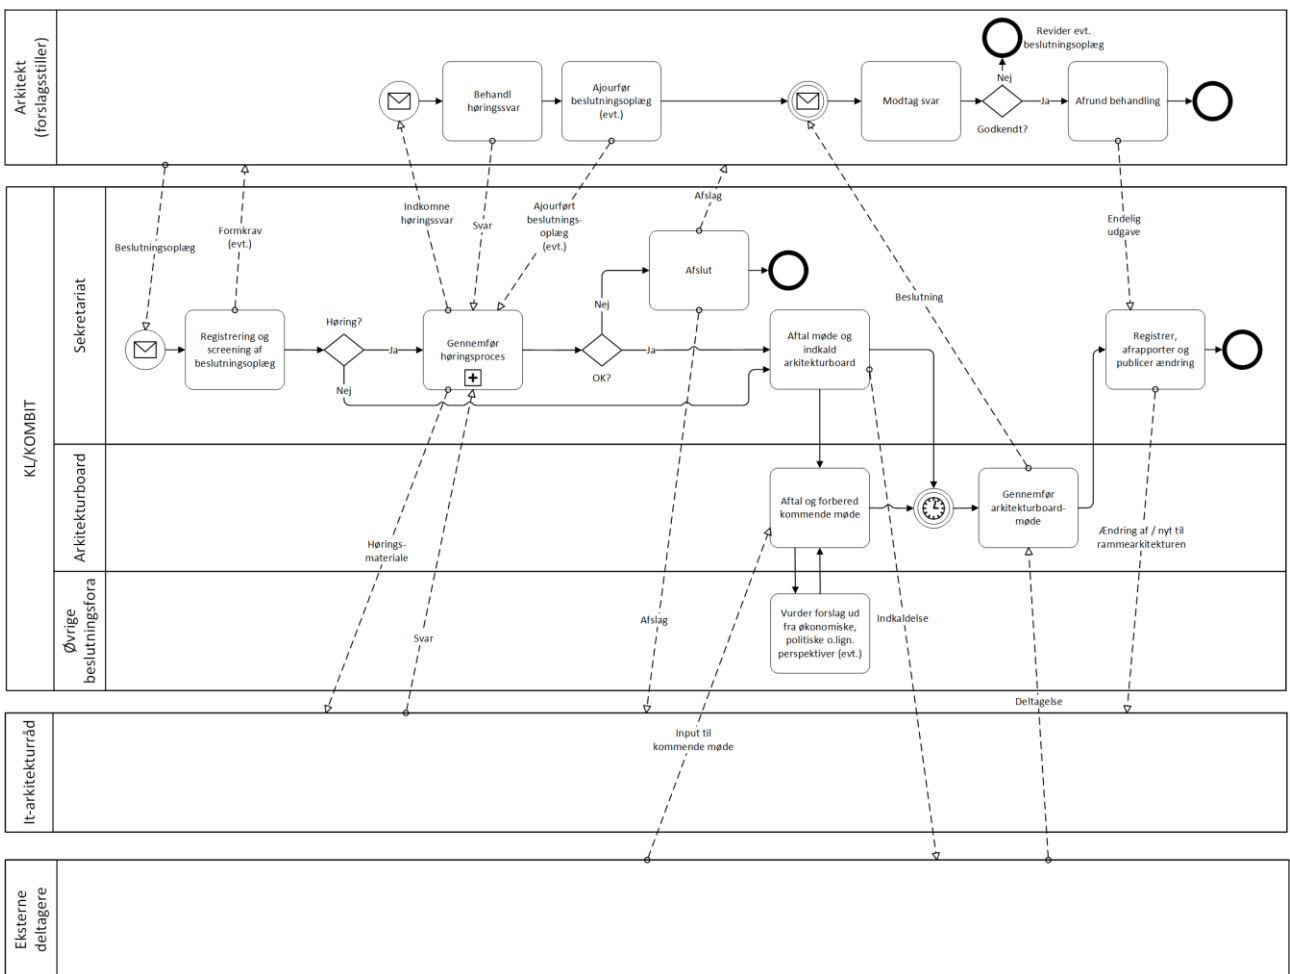 Arkitekt
(forslagsstiller)
Revider evt.
beslutningsoplæg
Nej
Behandl
høringssvar
Ajourfør
beslutningsoplæg
(evt.)
Modtag svar
Ja
Afrund behandling
Godkendt?
KL/KOMBIT
Sekretariat
Beslutningsoplæg
Formkrav
(evt.)
Indkomne
høringssvar
Svar
Ajourført
beslutnings-
oplæg
(evt.)
Afslag
Endelig
udgave
Afslut
Beslutning
Nej
Høring?
Registrering og
screening af
beslutningsoplæg
Ja
Gennemfør
høringsproces
Ja
OK?
Nej
Aftal møde og
indkald
arkitekturboard
Registrer,
afrapporter og
publicer ændring
Arkitekturboard
Aftal og forbered
kommende møde
Gennemfør
arkitekturboard-
møde
Hørings-
materiale
Ændring af / nyt til
rammearkitekturen
Øvrige
beslutningsfora
Svar
Afslag
Vurder forslag ud
fra økonomiske,
politiske o.lign.
perspektiver (evt.)
Indkaldelse
Deltagelse
It-arkitekturråd
Input til
kommende møde
Eksterne
deltagere